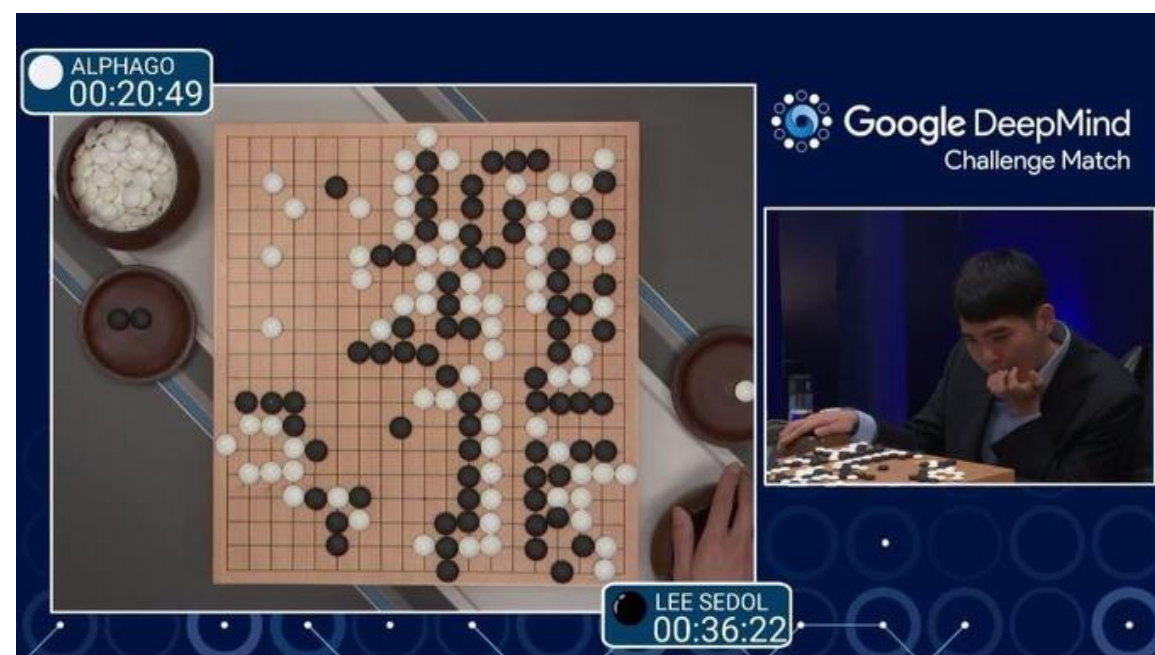 ALPHAGO
00:20:49
Google DeepMind
Challenge Match
LEE SEDOL
00:36:22